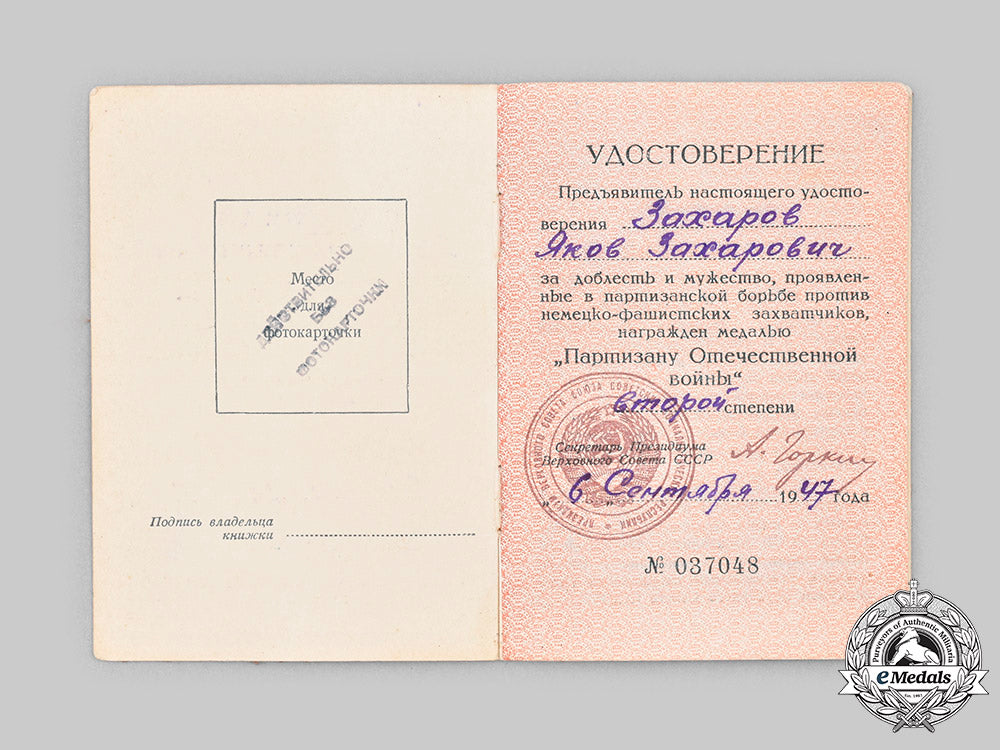 Место
для
фотокарточки
действительно
без
фотокарточки
Подпись владельца
книжки
УДОСТОВЕРЕНИЕ
Предъявитель настоящего удосто-
верения Захаров
Яков Захарович
за доблесть и мужество, проявлен-
ные в партизанской борьбе против
немецко-фашистских захватчиков,
награжден медалью
„Партизану Отечественной
войны“
второй степени
Секретарь Президиума
Верховного Совета СССР
А. Горкин
6 Сентября 1947 года
№ 037048
Purveyors of Authentic Militaria
eMedals